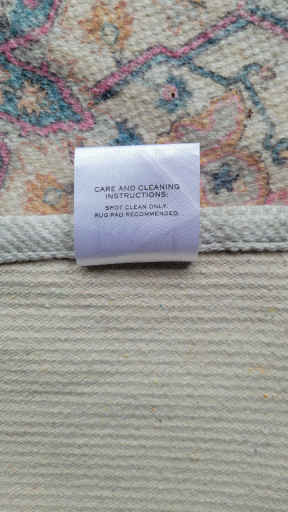 CARE AND CLEANING
INSTRUCTIONS:
SPOT CLEAN ONLY.
RUG PAD RECOMMENDED.